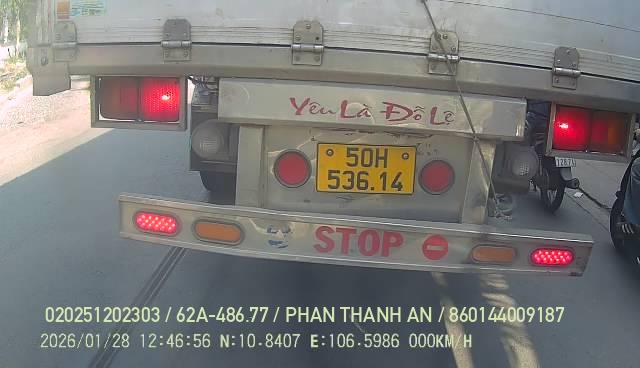 Yêu Là Đỗ Lệ
50H
536.14
STOP
020251202303 / 62A-486.77 / PHAN THANH AN / 860144009187
2026/01/28 12:46:56 N:10.8407 E:106.5986 000KM/H